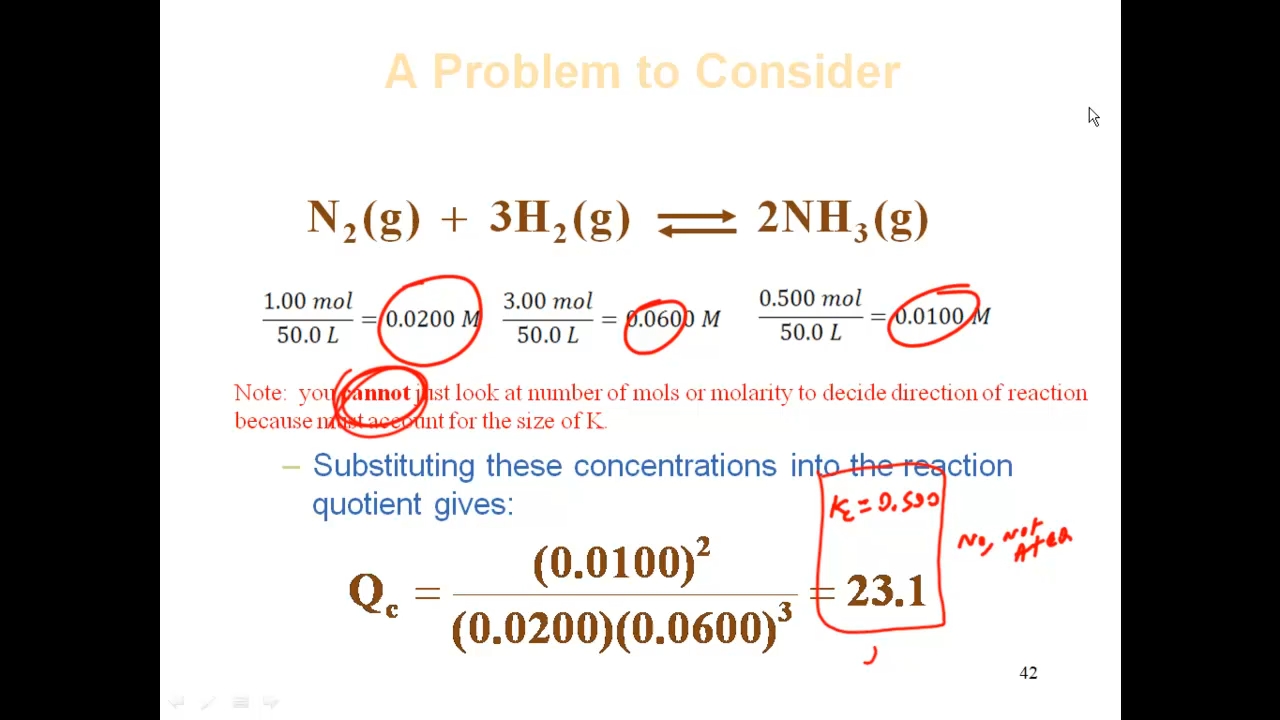 A Problem to Consider
N₂(g) + 3H₂(g) ⇌ 2NH₃(g)
1.00 mol / 50.0 L = 0.0200 M 3.00 mol / 50.0 L = 0.0600 M 0.500 mol / 50.0 L = 0.0100 M
Note: you cannot just look at number of mols or molarity to decide direction of reaction
because must account for the size of K.
– Substituting these concentrations into the reaction
quotient gives:
Kc = 0.500
No, Not
At eq
Qc = (0.0100)² / (0.0200)(0.0600)³ = 23.1
42